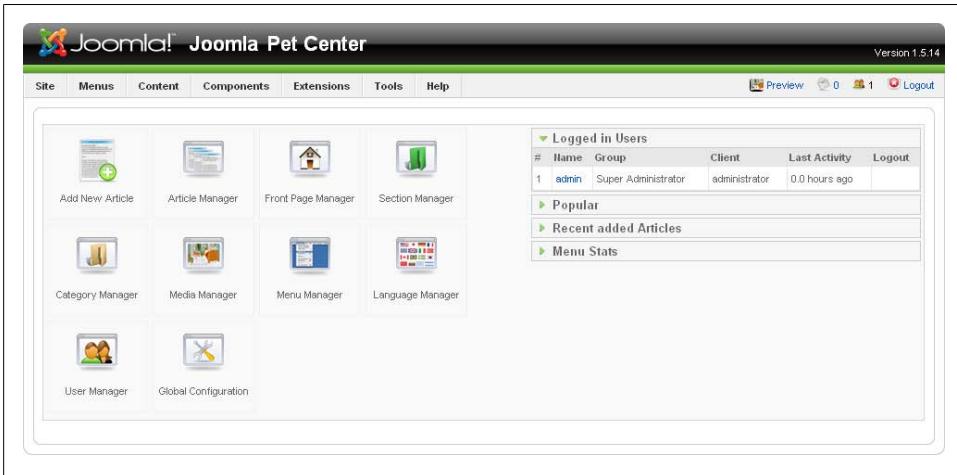 Joomla! Joomla Pet Center
Version 1.5.14
Site Menus Content Components Extensions Tools Help
Preview 0 1 Logout
Add New Article Article Manager Front Page Manager Section Manager
Category Manager Media Manager Menu Manager Language Manager
User Manager Global Configuration
Logged in Users
# Name Group Client Last Activity Logout
1 admin Super Administrator administrator 0.0 hours ago
Popular
Recent added Articles
Menu Stats